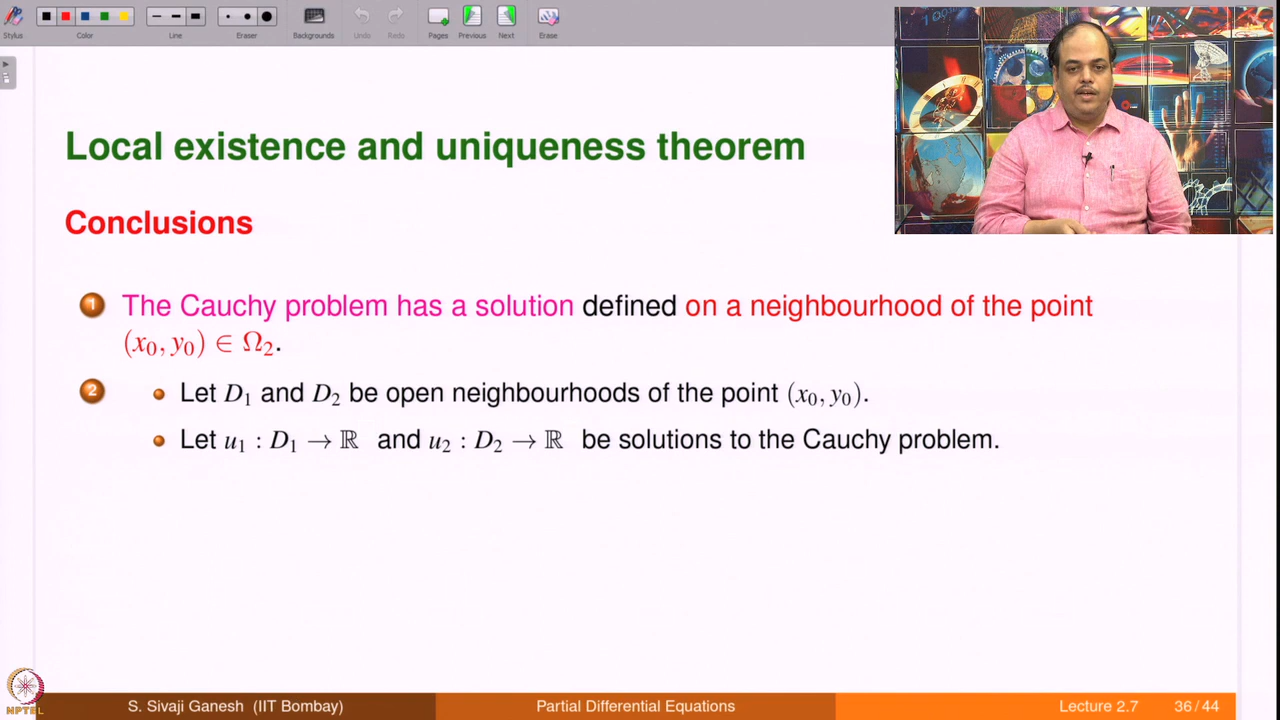 Stylus
Color
Line
Eraser
Backgrounds
Undo
Redo
Pages
Previous
Next
Erase
Local existence and uniqueness theorem
Conclusions
1 The Cauchy problem has a solution defined on a neighbourhood of the point
(x₀, y₀) ∈ Ω₂.
2 • Let D₁ and D₂ be open neighbourhoods of the point (x₀, y₀).
• Let u₁ : D₁ → ℝ and u₂ : D₂ → ℝ be solutions to the Cauchy problem.
NPTEL
S. Sivaji Ganesh (IIT Bombay) Partial Differential Equations Lecture 2.7 36/44